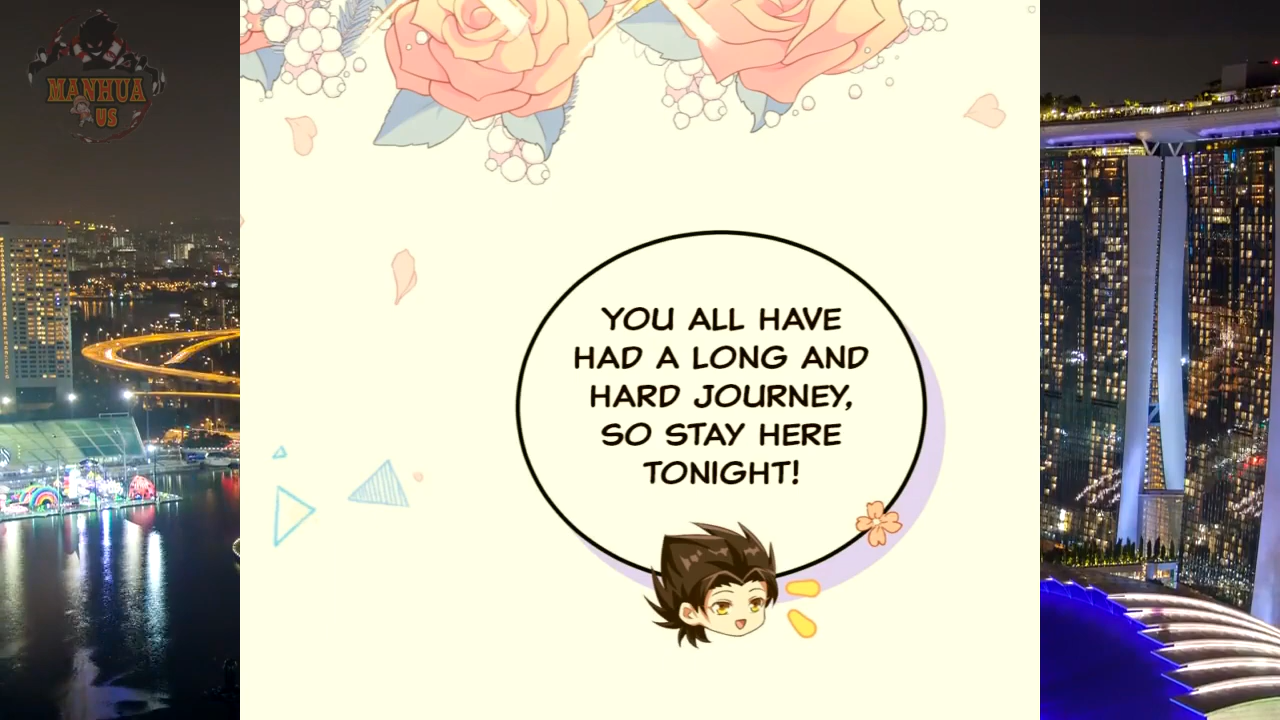 MANHUA
US
YOU ALL HAVE
HAD A LONG AND
HARD JOURNEY,
SO STAY HERE
TONIGHT!